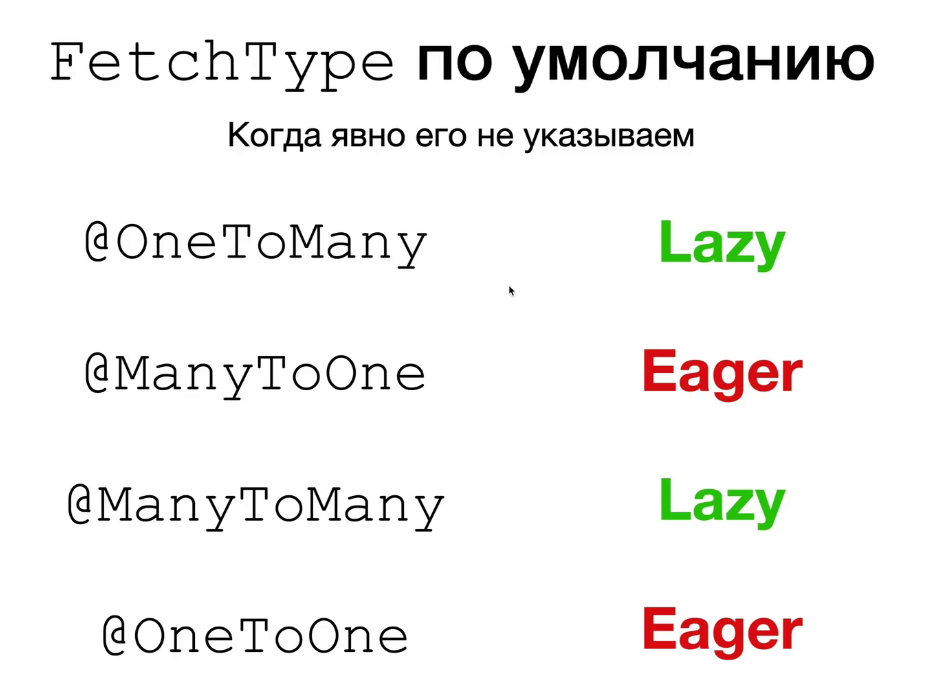 FetchType по умолчанию
Когда явно его не указываем
@OneToMany Lazy
@ManyToOne Eager
@ManyToMany Lazy
@OneToOne Eager